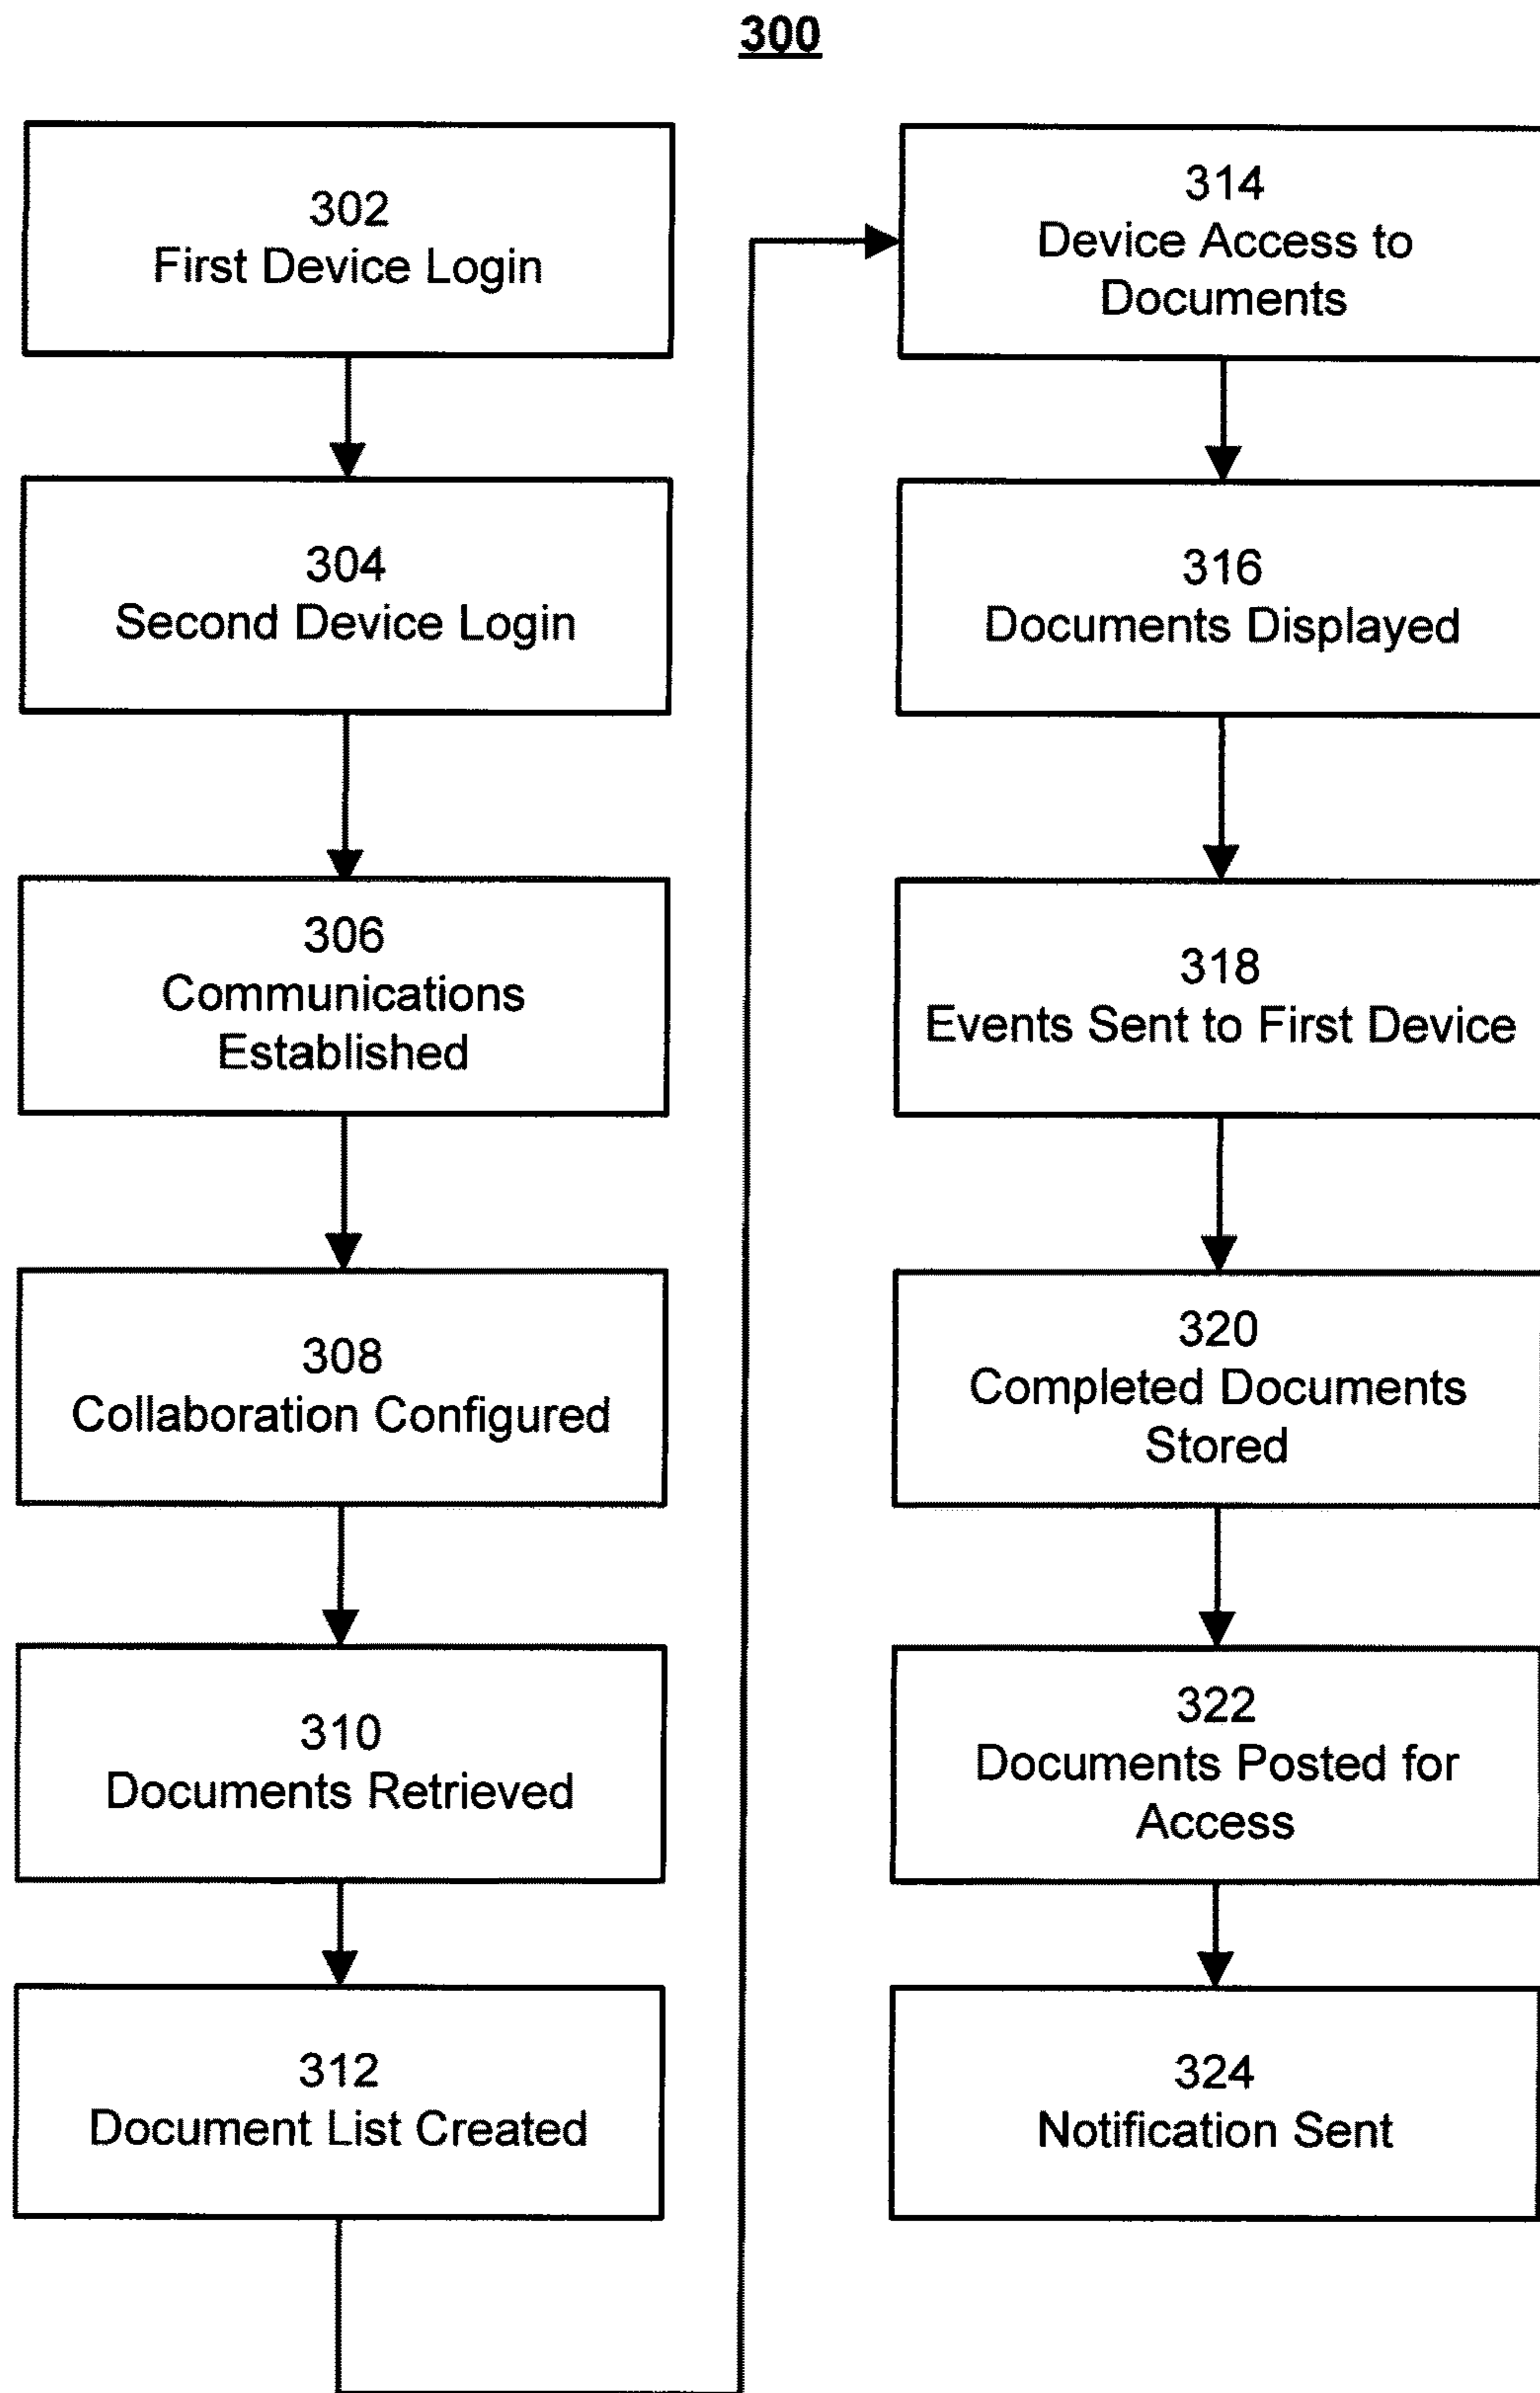 300
302
First Device Login
304
Second Device Login
306
Communications
Established
308
Collaboration Configured
310
Documents Retrieved
312
Document List Created
314
Device Access to
Documents
316
Documents Displayed
318
Events Sent to First Device
320
Completed Documents
Stored
322
Documents Posted for
Access
324
Notification Sent